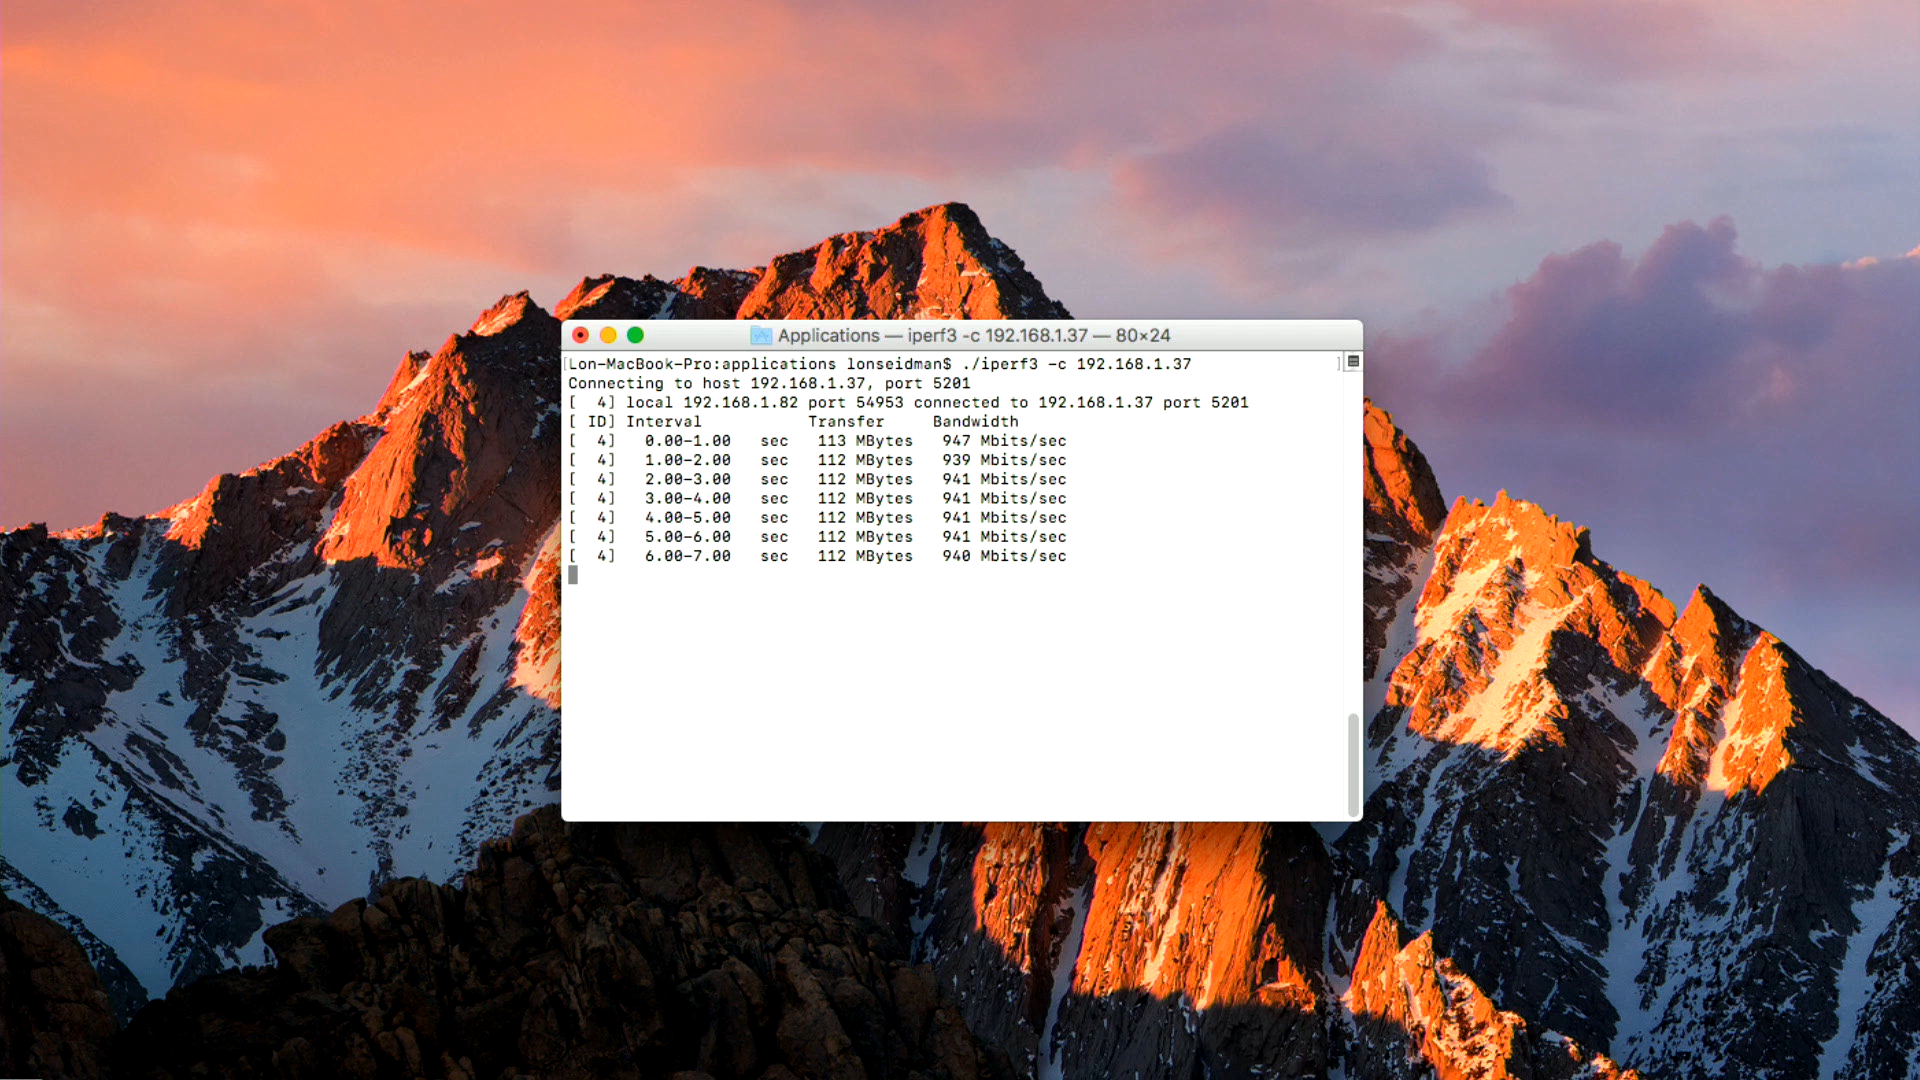 Applications — iperf3 -c 192.168.1.37 — 80×24
[Lon-MacBook-Pro:applications lonseidman$ ./iperf3 -c 192.168.1.37 ]
Connecting to host 192.168.1.37, port 5201
[  4] local 192.168.1.82 port 54953 connected to 192.168.1.37 port 5201
[ ID] Interval           Transfer     Bandwidth
[  4]   0.00-1.00   sec   113 MBytes   947 Mbits/sec
[  4]   1.00-2.00   sec   112 MBytes   939 Mbits/sec
[  4]   2.00-3.00   sec   112 MBytes   941 Mbits/sec
[  4]   3.00-4.00   sec   112 MBytes   941 Mbits/sec
[  4]   4.00-5.00   sec   112 MBytes   941 Mbits/sec
[  4]   5.00-6.00   sec   112 MBytes   941 Mbits/sec
[  4]   6.00-7.00   sec   112 MBytes   940 Mbits/sec